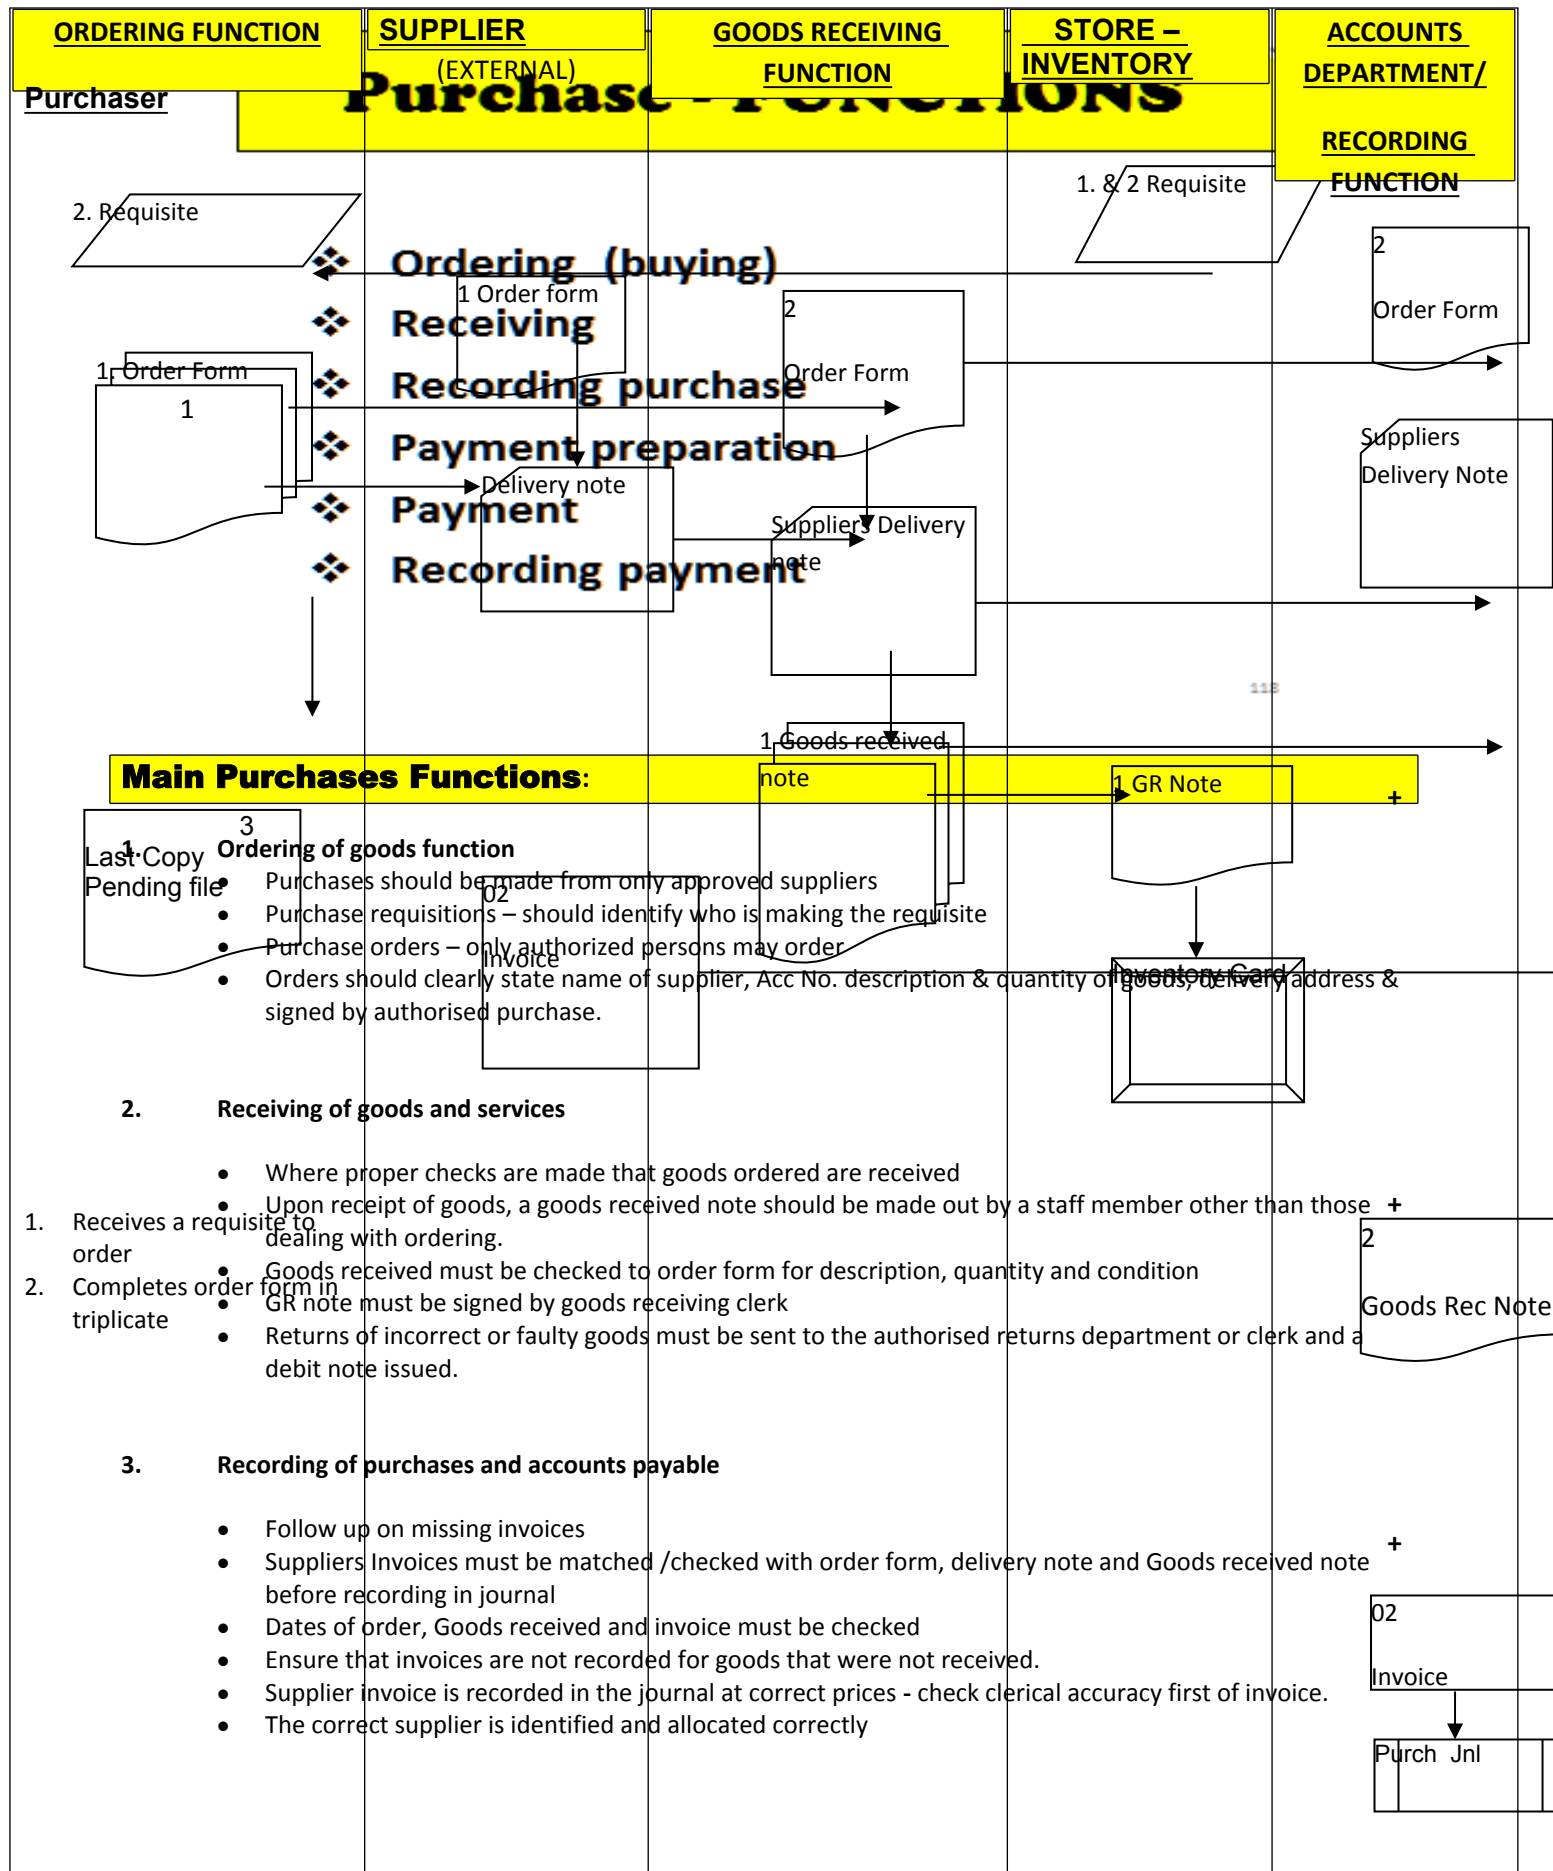 ORDERING FUNCTION
Purchaser
SUPPLIER
(EXTERNAL)
GOODS RECEIVING
FUNCTION
STORE –
INVENTORY
ACCOUNTS
DEPARTMENT/
RECORDING
FUNCTION
Purchase - FUNCTIONS
2. Requisite
1. & 2 Requisite
Ordering (buying)
Receiving
Recording purchase
Payment preparation
Payment
Recording payment
1 Order form
2
Order Form
2
Order Form
1. Order Form
1
Delivery note
Suppliers Delivery
note
Suppliers
Delivery Note
118
1 Goods received
note
1 GR Note
+
Main Purchases Functions:
3
Last Copy
Pending file
02
Invoice
Inventory Card
1. Ordering of goods function
• Purchases should be made from only approved suppliers
• Purchase requisitions – should identify who is making the requisite
• Purchase orders – only authorized persons may order
• Orders should clearly state name of supplier, Acc No. description & quantity of goods, delivery address &
signed by authorised purchase.
2. Receiving of goods and services
• Where proper checks are made that goods ordered are received
• Upon receipt of goods, a goods received note should be made out by a staff member other than those
dealing with ordering.
• Goods received must be checked to order form for description, quantity and condition
• GR note must be signed by goods receiving clerk
• Returns of incorrect or faulty goods must be sent to the authorised returns department or clerk and a
debit note issued.
1. Receives a requisite to
order
2. Completes order form in
triplicate
+
2
Goods Rec Note
3. Recording of purchases and accounts payable
• Follow up on missing invoices
• Suppliers Invoices must be matched /checked with order form, delivery note and Goods received note
before recording in journal
• Dates of order, Goods received and invoice must be checked
• Ensure that invoices are not recorded for goods that were not received.
• Supplier invoice is recorded in the journal at correct prices - check clerical accuracy first of invoice.
• The correct supplier is identified and allocated correctly
+
02
Invoice
Purch Jnl